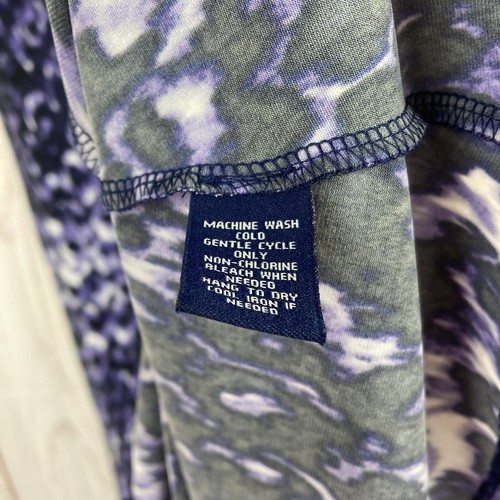 MACHINE WASH
COLD
GENTLE CYCLE
ONLY
NON-CHLORINE
BLEACH WHEN
NEEDED
HANG TO DRY
COOL IRON IF
NEEDED